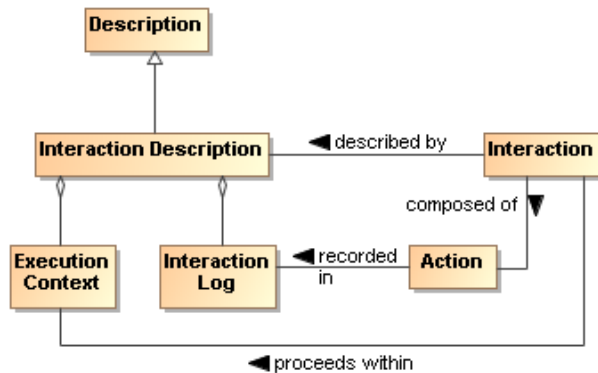 Description
Interaction Description
described by
Interaction
composed of
Execution
Context
Interaction
Log
recorded
in
Action
proceeds within